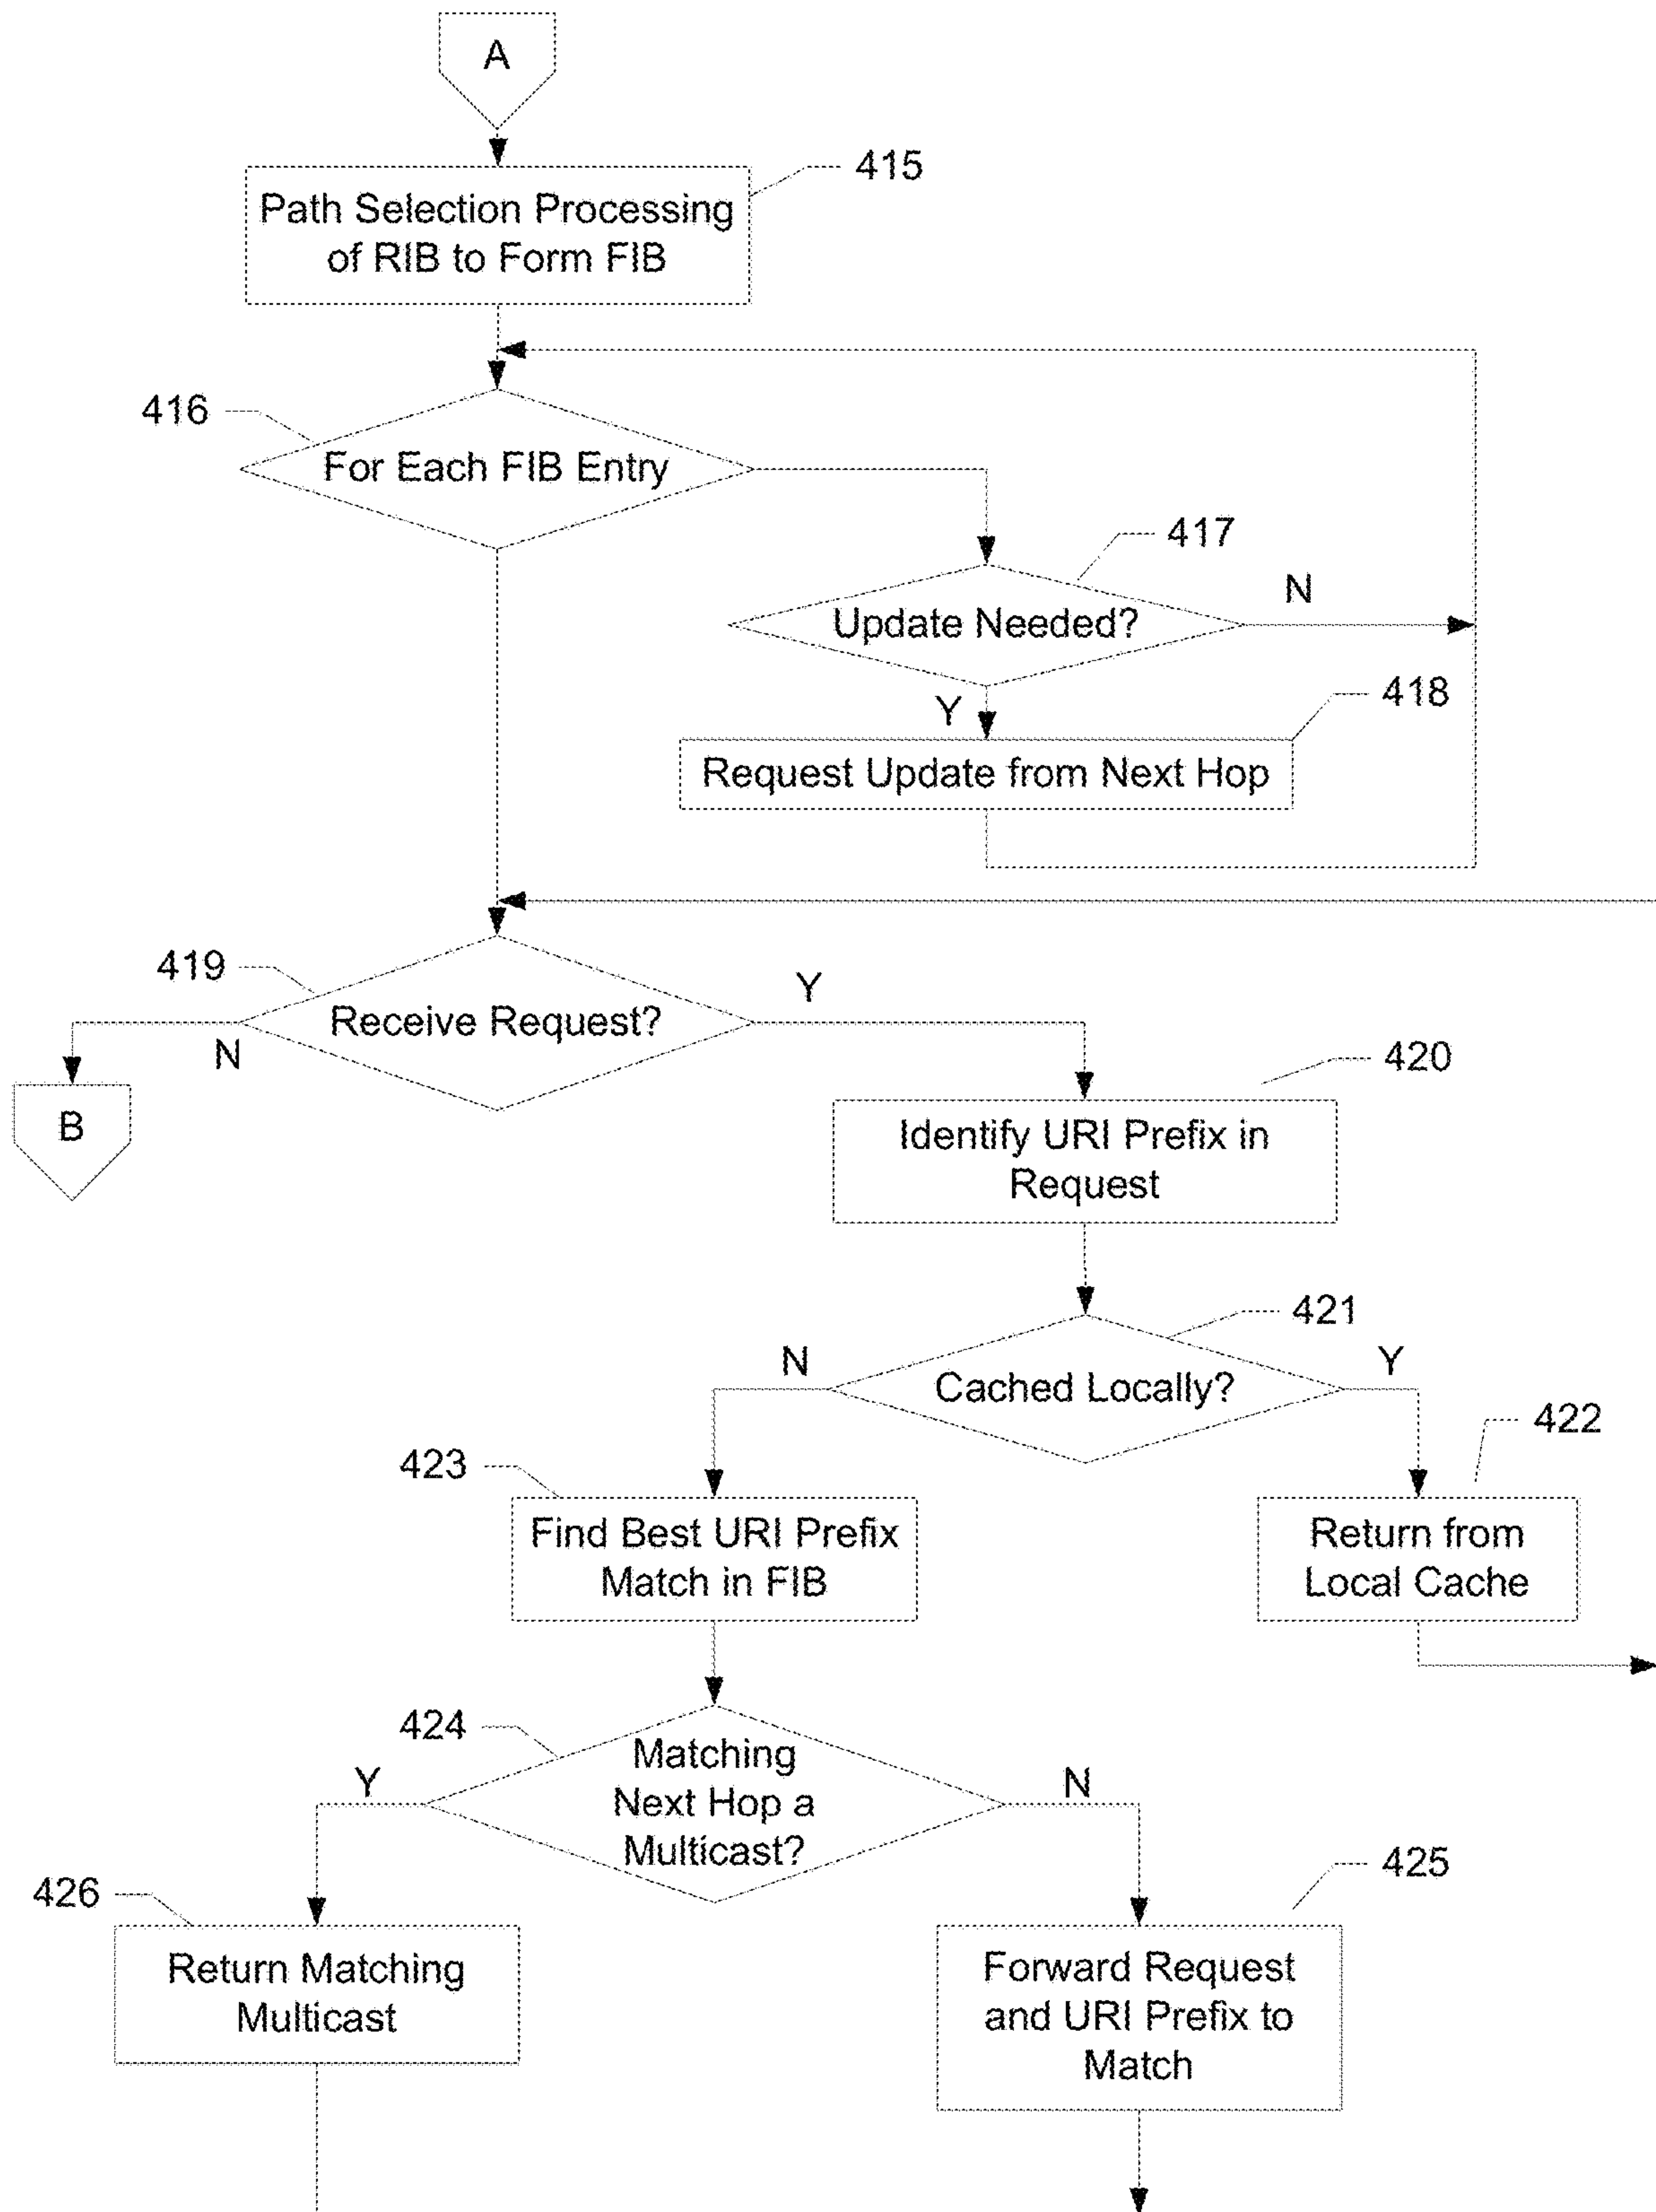 A
415
Path Selection Processing
of RIB to Form FIB
416
For Each FIB Entry
417
N
Update Needed?
418
Y
Request Update from Next Hop
419
Y
Receive Request?
N
B
420
Identify URI Prefix in
Request
421
N
Y
Cached Locally?
422
423
Find Best URI Prefix
Match in FIB
Return from
Local Cache
424
Matching
Next Hop a
Multicast?
Y
N
425
426
Return Matching
Multicast
Forward Request
and URI Prefix to
Match